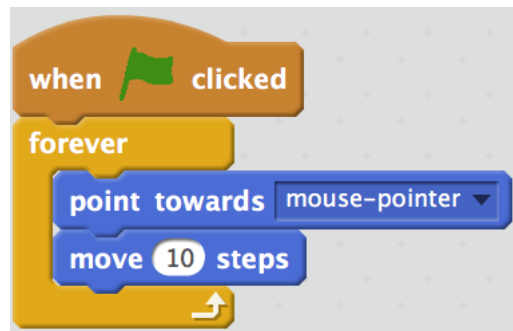 when clicked
forever
point towards mouse-pointer
move 10 steps